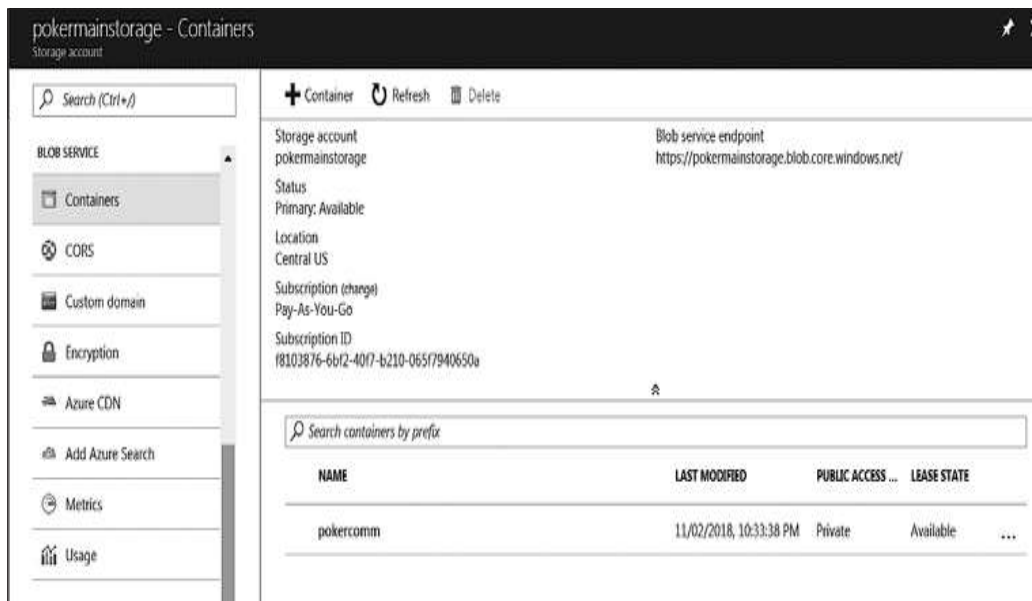 pokermainstorage - Containers
Storage account
Search (Ctrl+/)
BLOB SERVICE
Containers
CORS
Custom domain
Encryption
Azure CDN
Add Azure Search
Metrics
Usage
Container Refresh Delete
Storage account
pokermainstorage
Status
Primary: Available
Location
Central US
Subscription (change)
Pay-As-You-Go
Subscription ID
f8103876-6bf2-40f7-b210-065f7940650a
Blob service endpoint
https://pokermainstorage.blob.core.windows.net/
Search containers by prefix
NAME LAST MODIFIED PUBLIC ACCESS ... LEASE STATE
pokercomm 11/02/2018, 10:33:38 PM Private Available ...